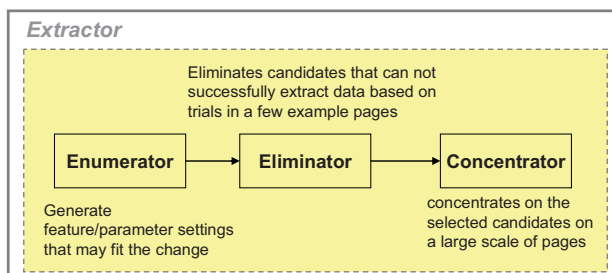 Extractor
Eliminates candidates that can not
successfully extract data based on
trials in a few example pages
Enumerator
Eliminator
Concentrator
Generate
feature/parameter settings
that may fit the change
concentrates on the
selected candidates on
a large scale of pages